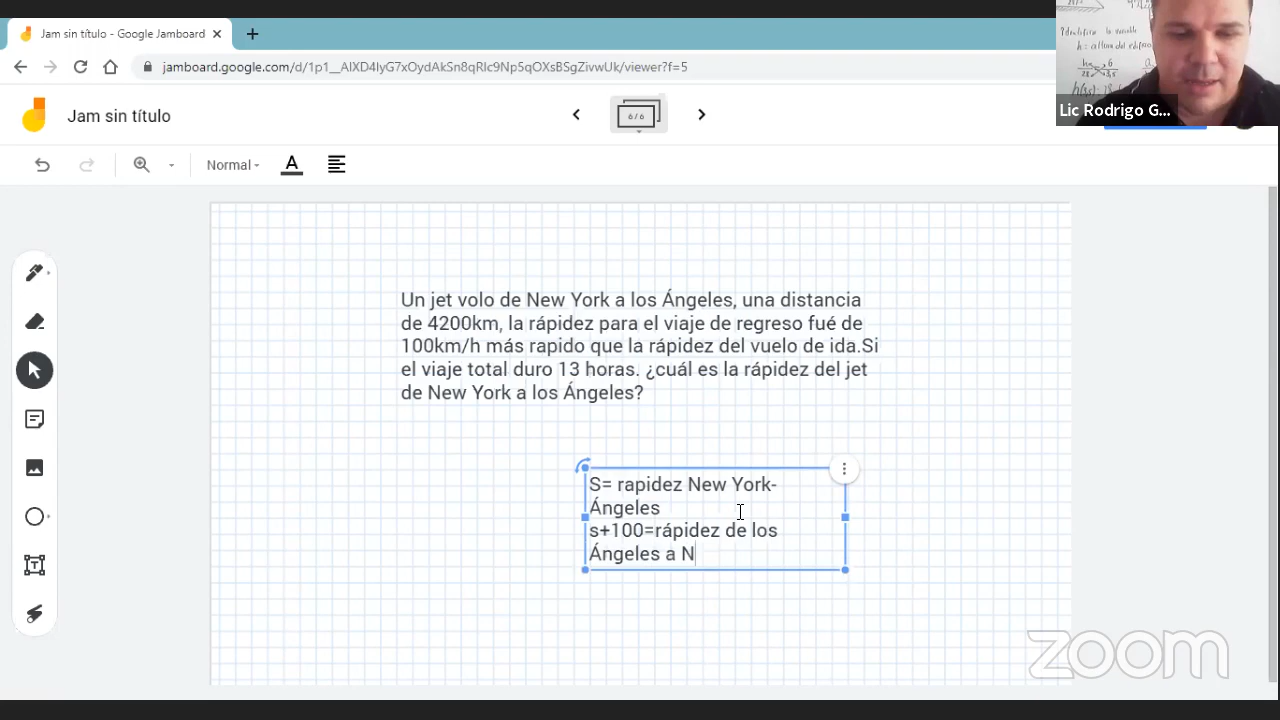 Jam sin título - Google Jamboard
jamboard.google.com/d/1p1__AlXD4lyG7xOydAkSn8qRlc9Np5qOXsBSgZivwUk/viewer?f=5
Jam sin título
6/6
Normal
Un jet volo de New York a los Ángeles, una distancia
de 4200km, la rápidez para el viaje de regreso fué de
100km/h más rapido que la rápidez del vuelo de ida.Si
el viaje total duro 13 horas. ¿cuál es la rápidez del jet
de New York a los Ángeles?
S= rapidez New York-
Ángeles
s+100=rápidez de los
Ángeles a N
Lic Rodrigo G...
zoom